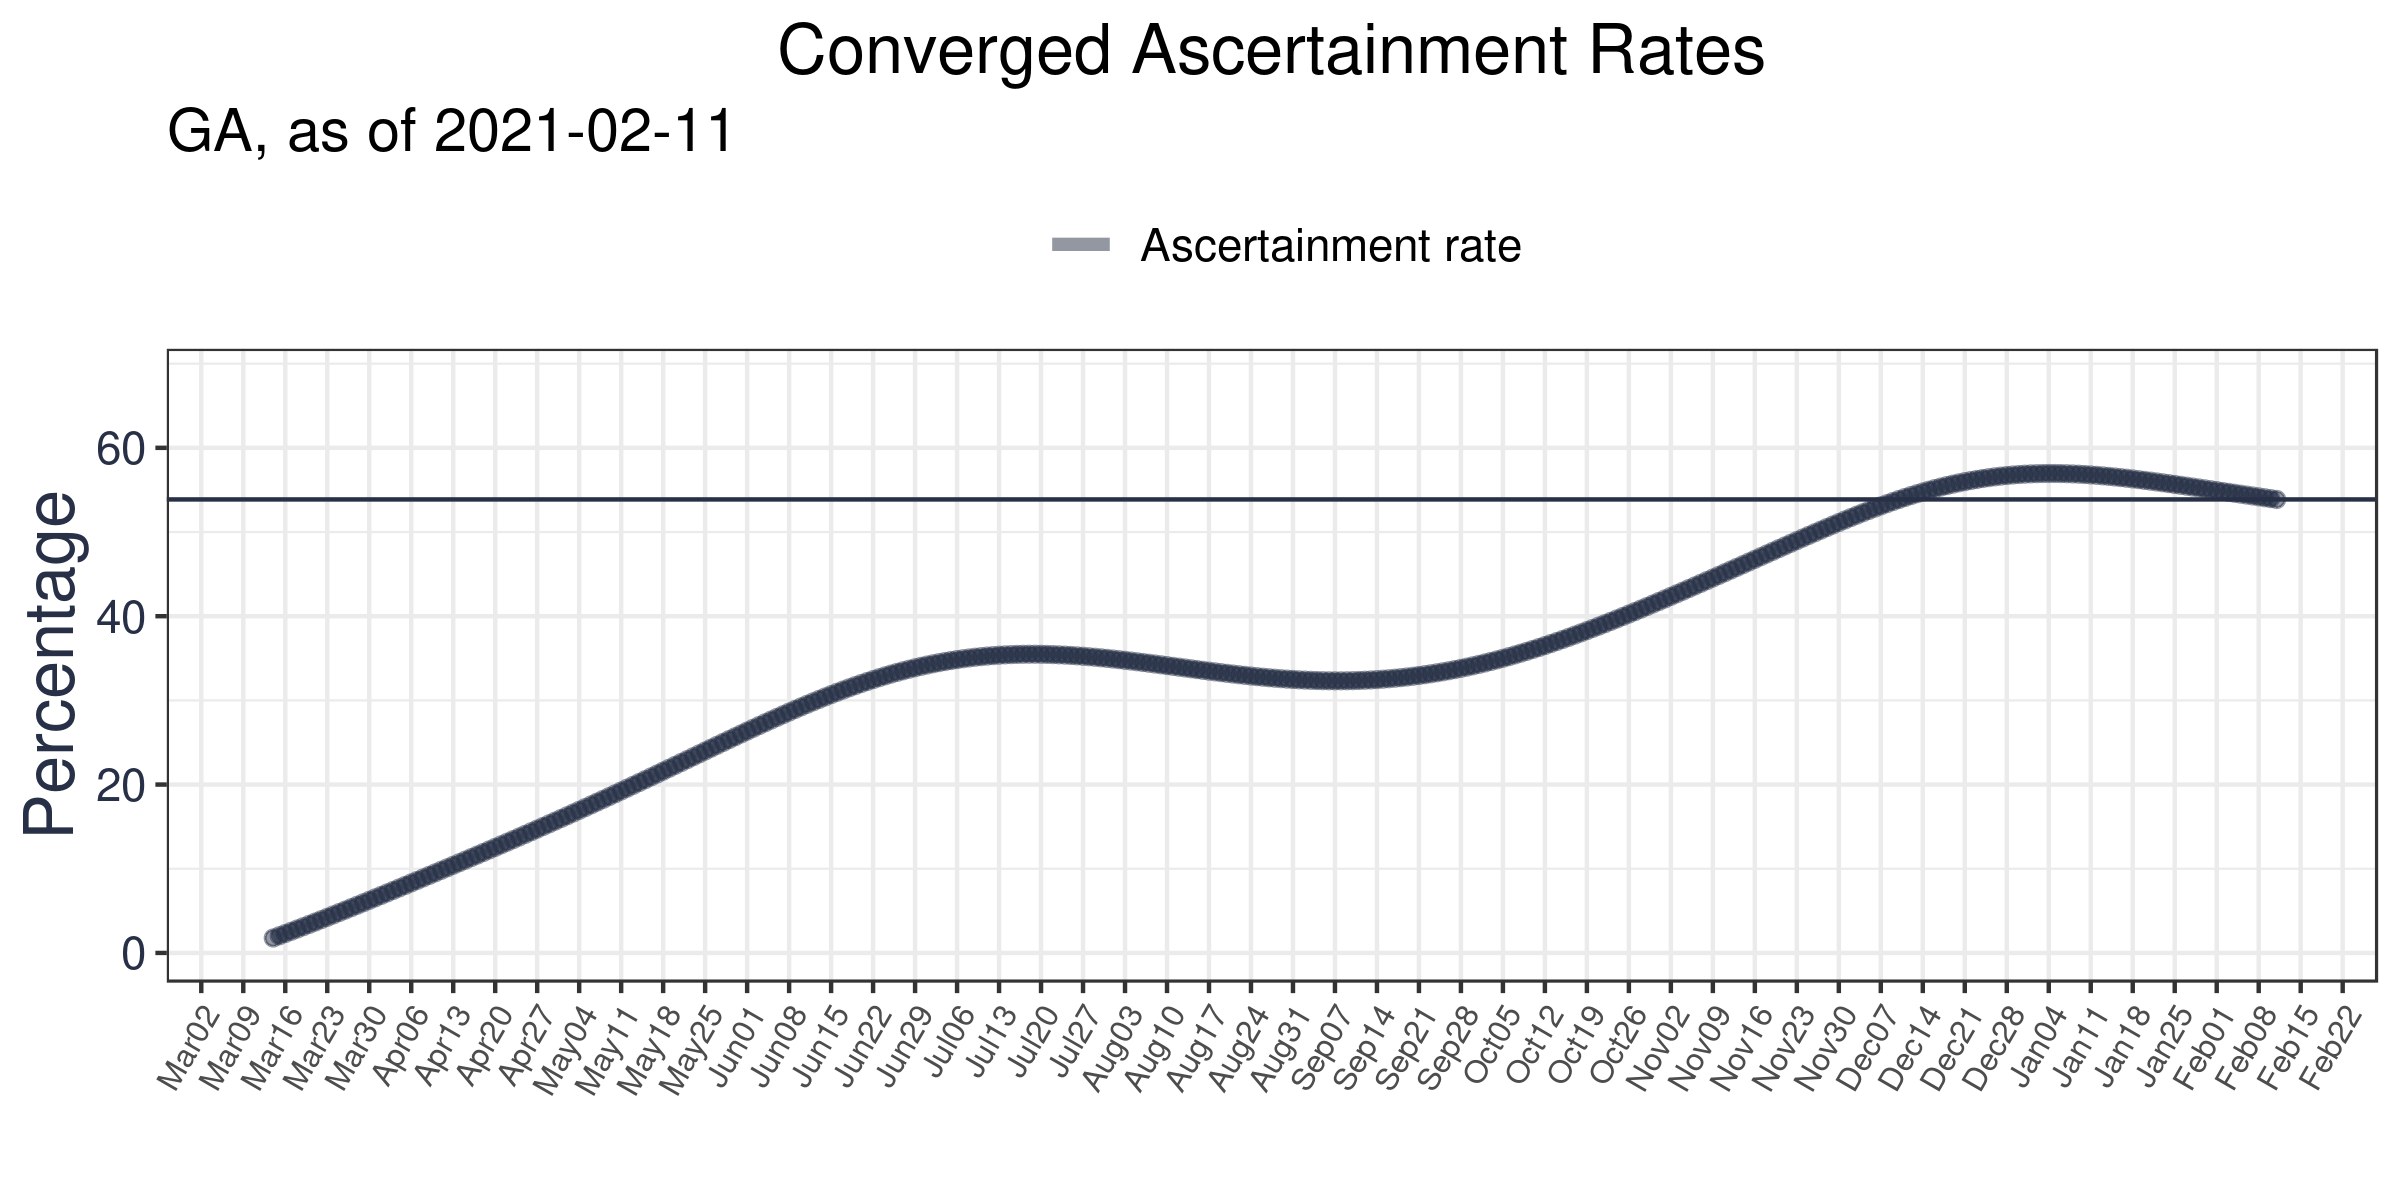 Converged Ascertainment Rates
GA, as of 2021-02-11
Ascertainment rate
Percentage
60
40
20
0
Mar02
Mar09
Mar16
Mar23
Mar30
Apr06
Apr13
Apr20
Apr27
May04
May11
May18
May25
Jun01
Jun08
Jun15
Jun22
Jun29
Jul06
Jul13
Jul20
Jul27
Aug03
Aug10
Aug17
Aug24
Aug31
Sep07
Sep14
Sep21
Sep28
Oct05
Oct12
Oct19
Oct26
Nov02
Nov09
Nov16
Nov23
Nov30
Dec07
Dec14
Dec21
Dec28
Jan04
Jan11
Jan18
Jan25
Feb01
Feb08
Feb15
Feb22